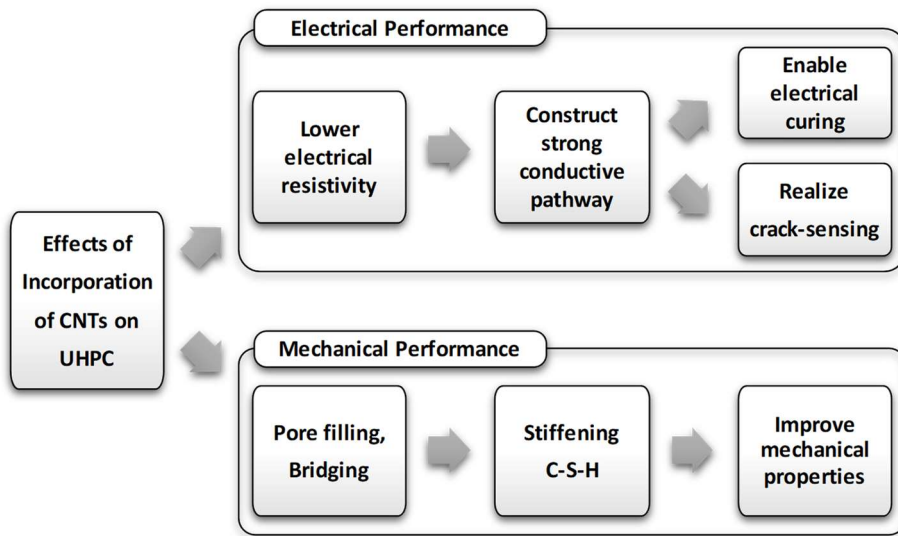 Effects of
Incorporation
of CNTs on
UHPC
Electrical Performance
Lower
electrical
resistivity
Construct
strong
conductive
pathway
Enable
electrical
curing
Realize
crack-sensing
Mechanical Performance
Pore filling,
Bridging
Stiffening
C-S-H
Improve
mechanical
properties